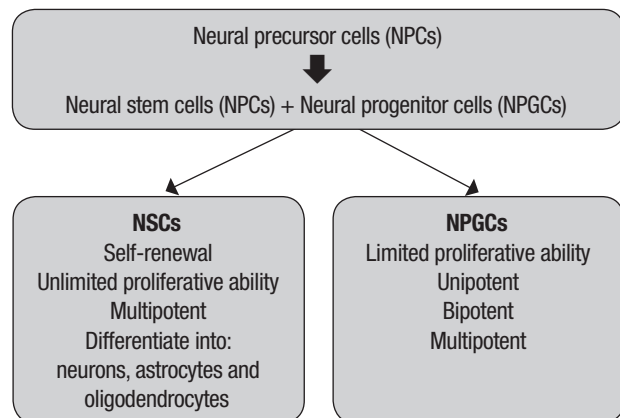 Neural precursor cells (NPCs)
Neural stem cells (NPCs) + Neural progenitor cells (NPGCs)
NSCs
Self-renewal
Unlimited proliferative ability
Multipotent
Differentiate into:
neurons, astrocytes and
oligodendrocytes
NPGCs
Limited proliferative ability
Unipotent
Bipotent
Multipotent